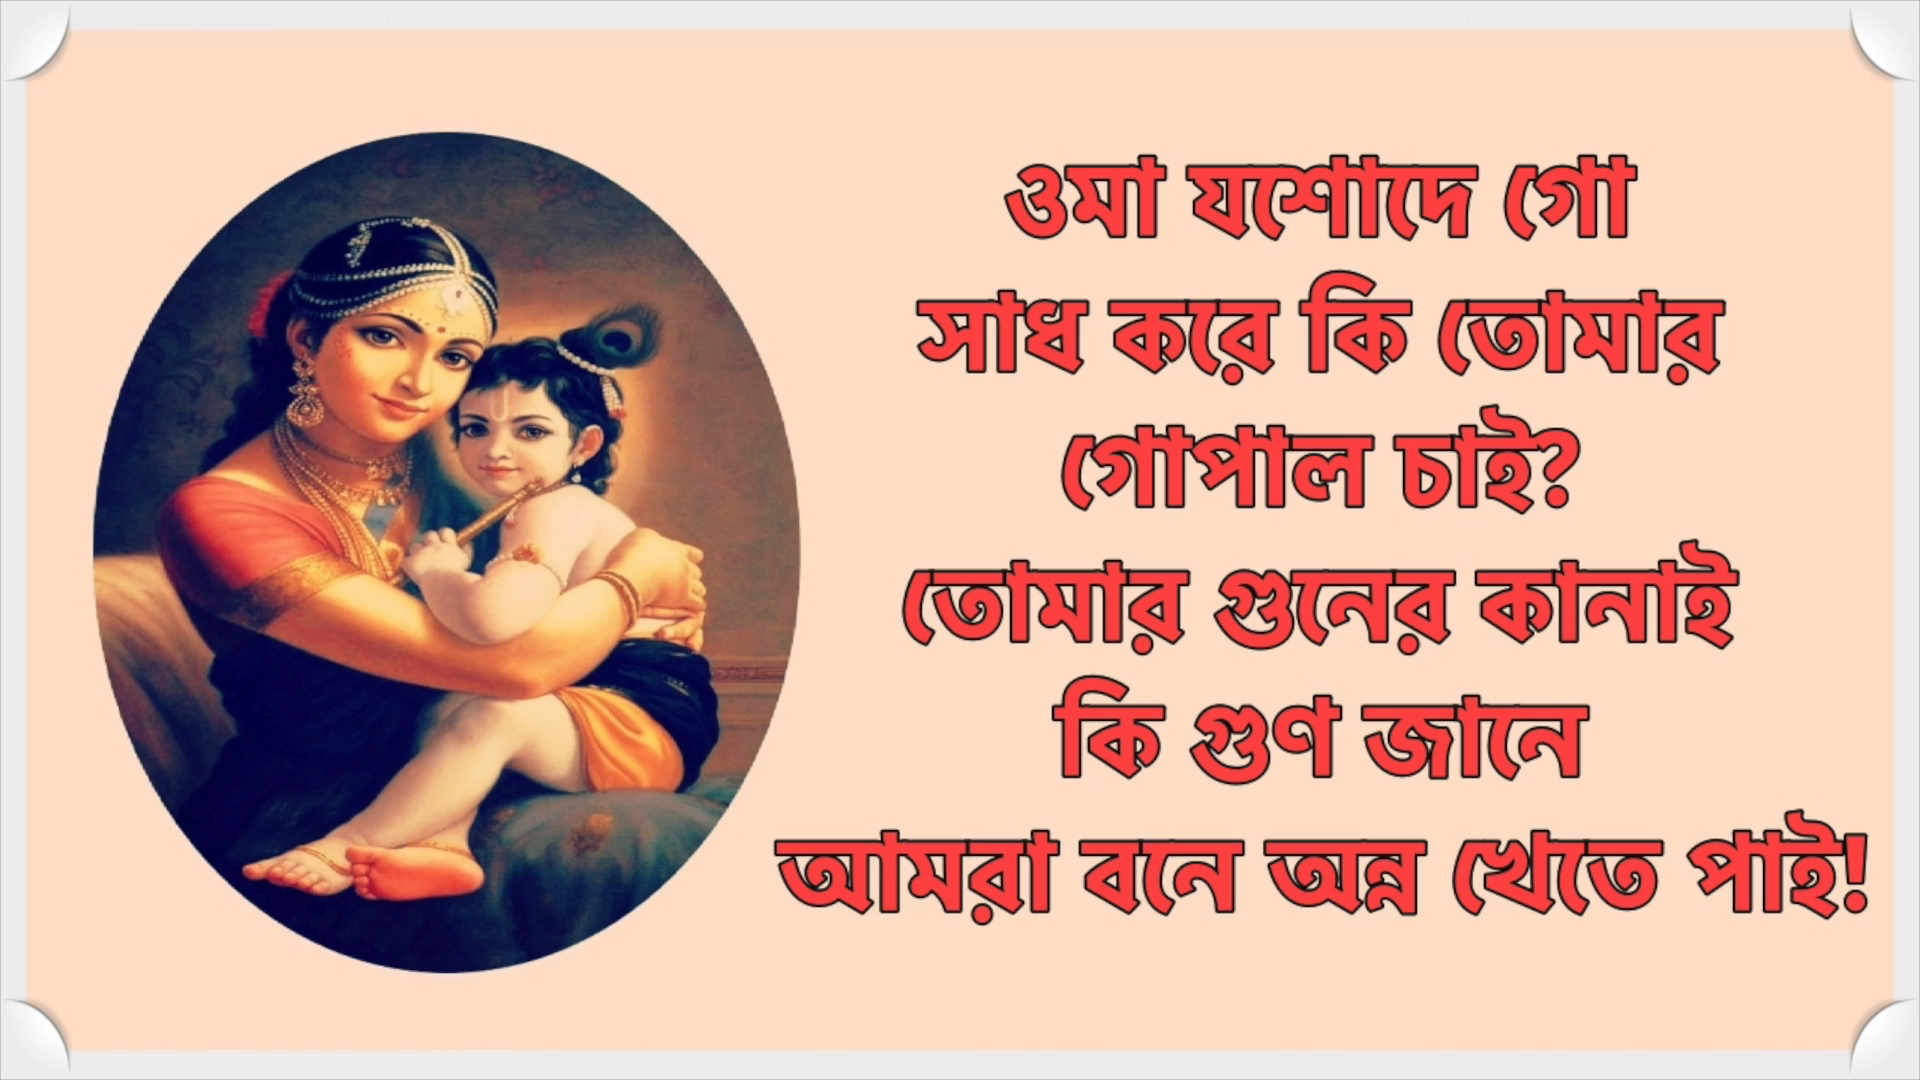 ওমা যশোদে গো
সাধ করে কি তোমার
গোপাল চাই?
তোমার গুনের কানাই
কি গুণ জানে
আমরা বনে অন্ন খেতে পাই!